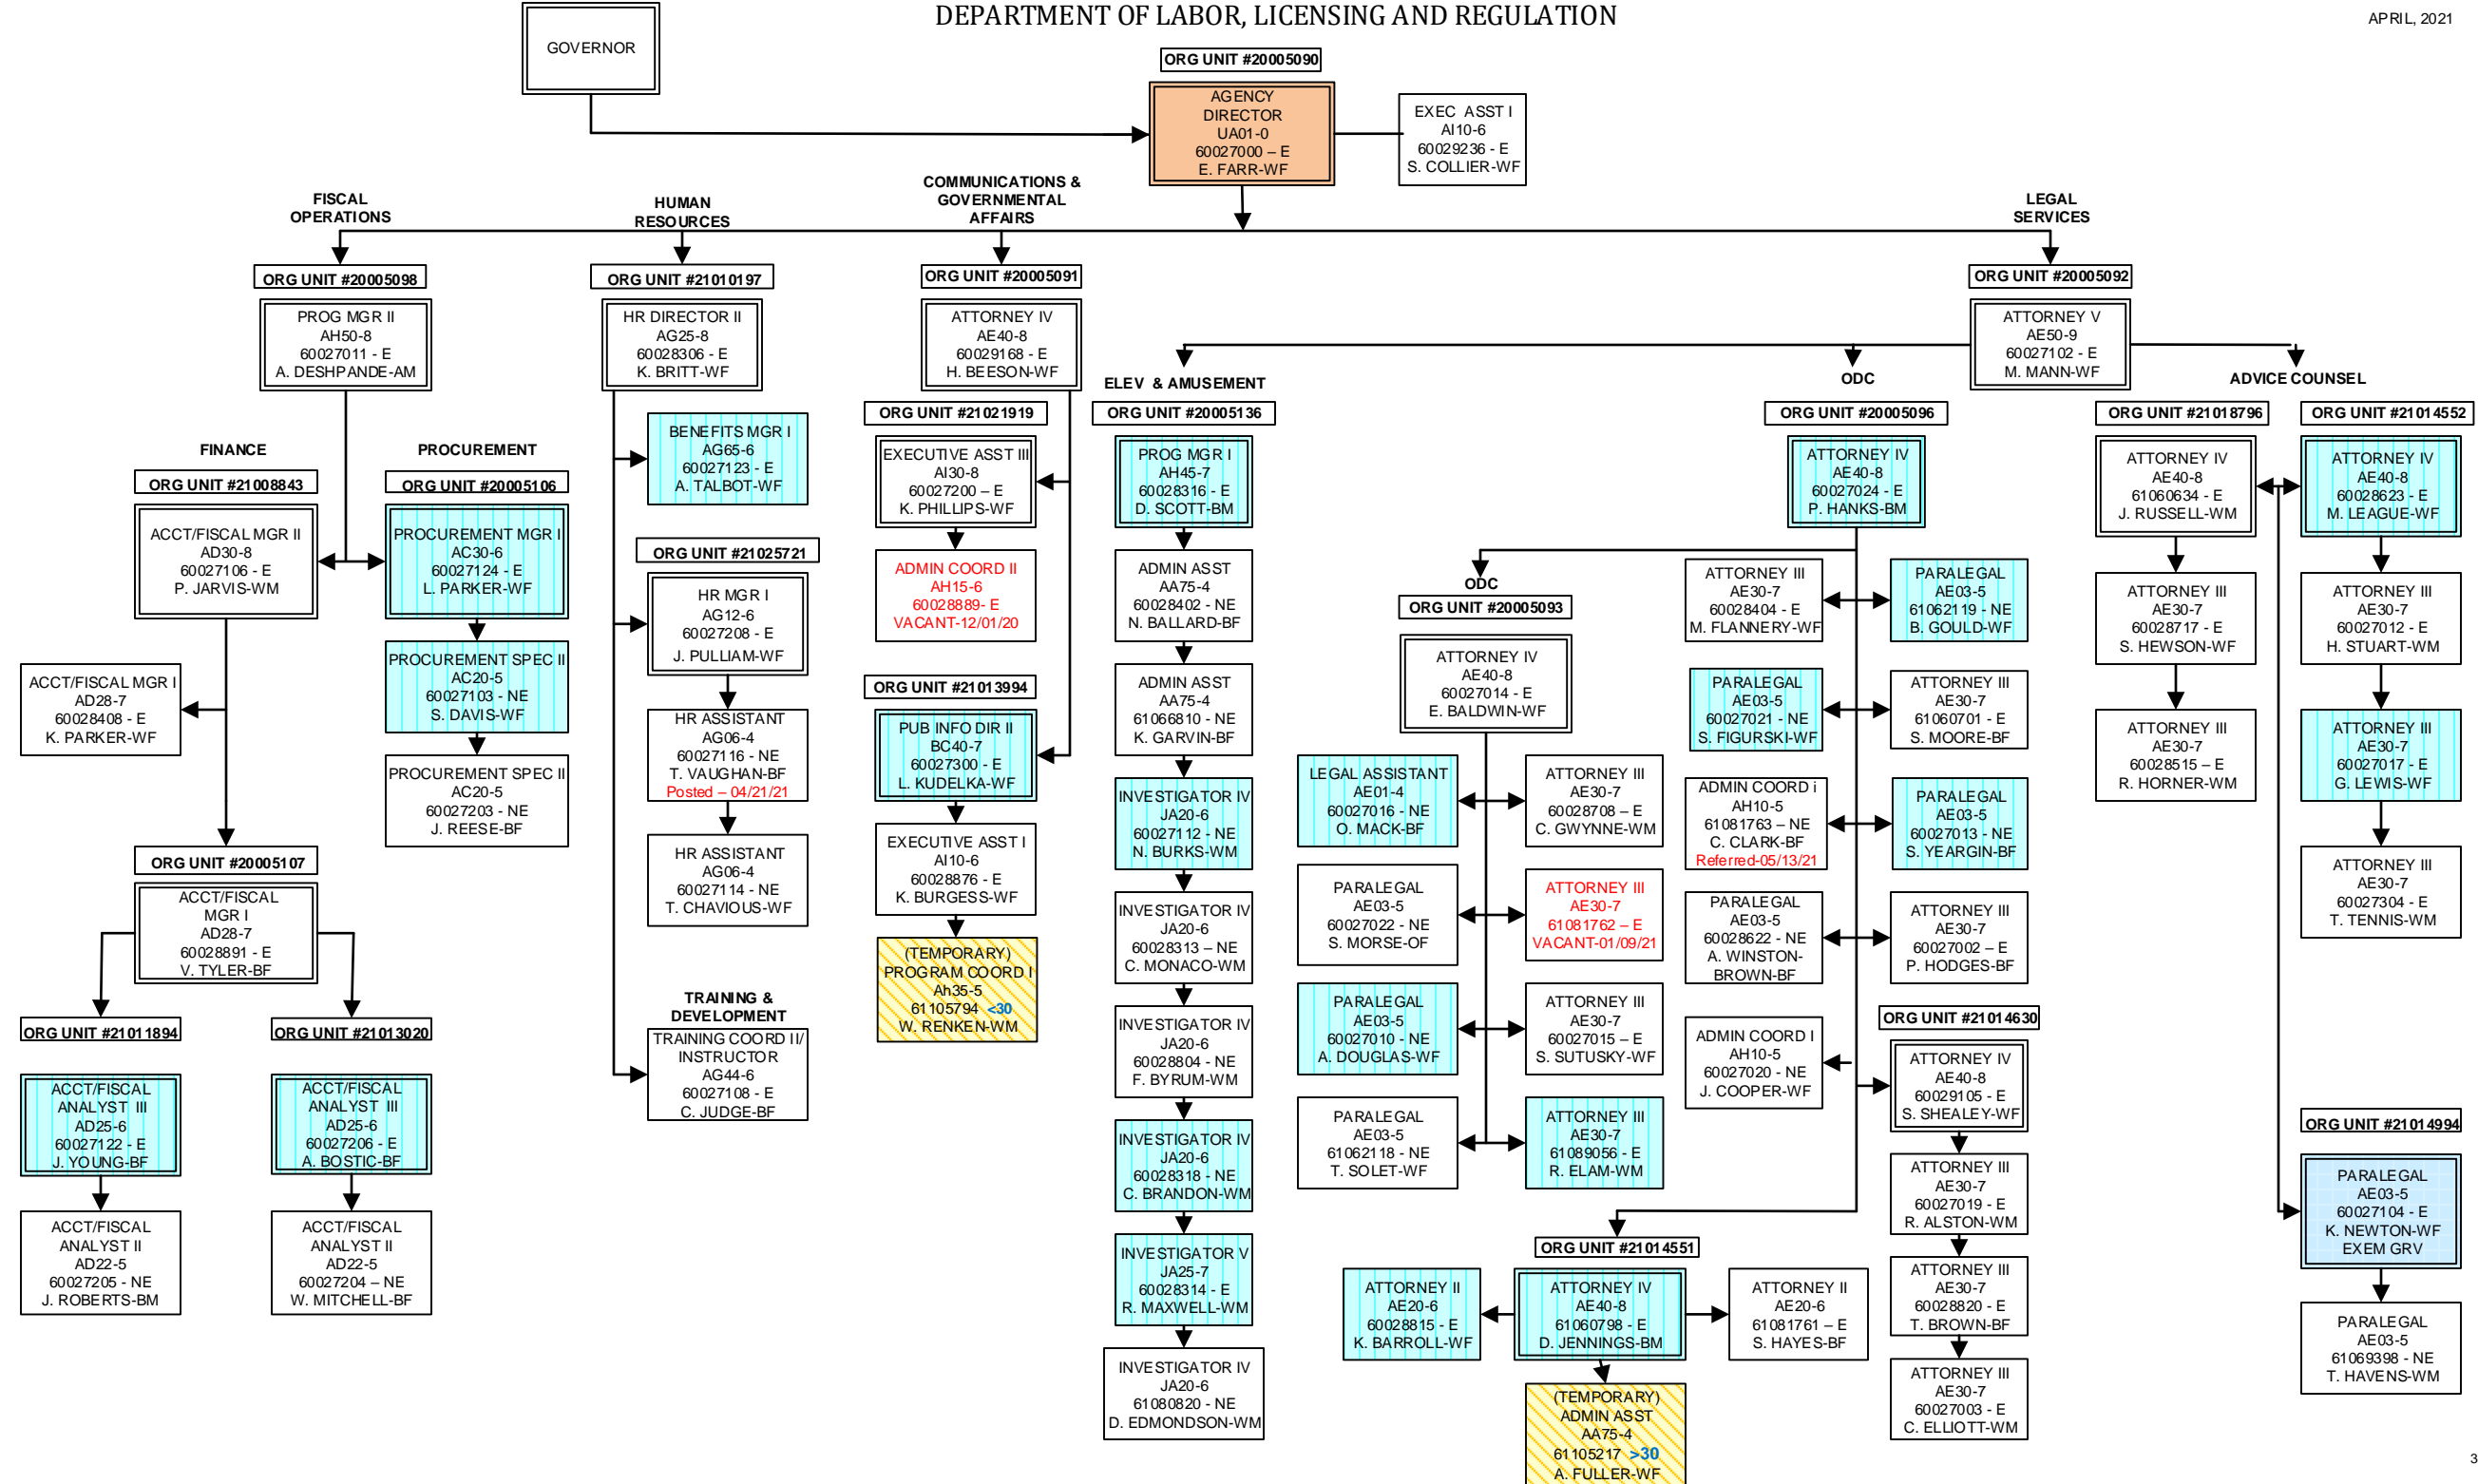 DEPARTMENT OF LABOR, LICENSING AND REGULATION
APRIL, 2021
GOVERNOR
ORG UNIT #20005090
AGENCY
DIRECTOR
UA01-0
60027000 – E
E. FARR-WF
EXEC ASST I
AI10-6
60029236 - E
S. COLLIER-WF
FISCAL
OPERATIONS
HUMAN
RESOURCES
COMMUNICATIONS &
GOVERNMENTAL
AFFAIRS
LEGAL
SERVICES
ORG UNIT #20005098
PROG MGR II
AH50-8
60027011 - E
A. DESHPANDE-AM
FINANCE
ORG UNIT #21008843
ACCT/FISCAL MGR II
AD30-8
60027106 - E
P. JARVIS-WM
PROCUREMENT
ORG UNIT #20005106
PROCUREMENT MGR I
AC30-6
60027124 - E
L. PARKER-WF
PROCUREMENT SPEC II
AC20-5
60027103 - NE
S. DAVIS-WF
PROCUREMENT SPEC II
AC20-5
60027203 - NE
J. REESE-BF
ACCT/FISCAL MGR I
AD28-7
60028408 - E
K. PARKER-WF
ORG UNIT #20005107
ACCT/FISCAL
MGR I
AD28-7
60028891 - E
V. TYLER-BF
ORG UNIT #21011894
ACCT/FISCAL
ANALYST III
AD25-6
60027122 - E
J. YOUNG-BF
ACCT/FISCAL
ANALYST II
AD22-5
60027205 - NE
J. ROBERTS-BM
ORG UNIT #21013020
ACCT/FISCAL
ANALYST III
AD25-6
60027206 - E
A. BOSTIC-BF
ACCT/FISCAL
ANALYST II
AD22-5
60027204 – NE
W. MITCHELL-BF
ORG UNIT #21010197
HR DIRECTOR II
AG25-8
60028306 - E
K. BRITT-WF
BENEFITS MGR I
AG65-6
60027123 - E
A. TALBOT-WF
ORG UNIT #21025721
HR MGR I
AG12-6
60027208 - E
J. PULLIAM-WF
HR ASSISTANT
AG06-4
60027116 - NE
T. VAUGHAN-BF
Posted – 04/21/21
HR ASSISTANT
AG06-4
60027114 - NE
T. CHAVIOUS-WF
TRAINING &
DEVELOPMENT
TRAINING COORD II/
INSTRUCTOR
AG44-6
60027108 - E
C. JUDGE-BF
ORG UNIT #20005091
ATTORNEY IV
AE40-8
60029168 - E
H. BEESON-WF
ORG UNIT #21021919
EXECUTIVE ASST III
AI30-8
60027200 – E
K. PHILLIPS-WF
ADMIN COORD II
AH15-6
60028889- E
VACANT-12/01/20
ORG UNIT #21013994
PUB INFO DIR II
BC40-7
60027300 - E
L. KUDELKA-WF
EXECUTIVE ASST I
AI10-6
60028876 - E
K. BURGESS-WF
(TEMPORARY)
PROGRAM COORD I
Ah35-5
61105794 <30
W. RENKEN-WM
ORG UNIT #20005092
ATTORNEY V
AE50-9
60027102 - E
M. MANN-WF
ELEV & AMUSEMENT
ORG UNIT #20005136
PROG MGR I
AH45-7
60028316 - E
D. SCOTT-BM
ADMIN ASST
AA75-4
60028402 - NE
N. BALLARD-BF
ADMIN ASST
AA75-4
61066810 - NE
K. GARVIN-BF
INVESTIGATOR IV
JA20-6
60027112 - NE
N. BURKS-WM
INVESTIGATOR IV
JA20-6
60028313 – NE
C. MONACO-WM
INVESTIGATOR IV
JA20-6
60028804 - NE
F. BYRUM-WM
INVESTIGATOR IV
JA20-6
60028318 - NE
C. BRANDON-WM
INVESTIGATOR V
JA25-7
60028314 - E
R. MAXWELL-WM
INVESTIGATOR IV
JA20-6
61080820 - NE
D. EDMONDSON-WM
ODC
ORG UNIT #20005096
ATTORNEY IV
AE40-8
60027024 - E
P. HANKS-BM
ODC
ORG UNIT #20005093
ATTORNEY IV
AE40-8
60027014 - E
E. BALDWIN-WF
LEGAL ASSISTANT
AE01-4
60027016 - NE
O. MACK-BF
ATTORNEY III
AE30-7
60028708 – E
C. GWYNNE-WM
PARALEGAL
AE03-5
60027022 - NE
S. MORSE-OF
ATTORNEY III
AE30-7
61081762 – E
VACANT-01/09/21
PARALEGAL
AE03-5
60027010 - NE
A. DOUGLAS-WF
ATTORNEY III
AE30-7
60027015 – E
S. SUTUSKY-WF
PARALEGAL
AE03-5
61062118 - NE
T. SOLET-WF
ATTORNEY III
AE30-7
61089056 – E
R. ELAM-WM
ATTORNEY III
AE30-7
60028404 - E
M. FLANNERY-WF
PARALEGAL
AE03-5
61062119 - NE
B. GOULD-WF
PARALEGAL
AE03-5
60027021 - NE
S. FIGURSKI-WF
ATTORNEY III
AE30-7
61060701 - E
S. MOORE-BF
ADMIN COORD i
AH10-5
61081763 – NE
C. CLARK-BF
Referred-05/13/21
PARALEGAL
AE03-5
60027013 - NE
S. YEARGIN-BF
PARALEGAL
AE03-5
60028622 - NE
A. WINSTON-
BROWN-BF
ATTORNEY III
AE30-7
60027002 – E
P. HODGES-BF
ADMIN COORD I
AH10-5
60027020 - NE
J. COOPER-WF
ORG UNIT #21014630
ATTORNEY IV
AE40-8
60029105 - E
S. SHEALEY-WF
ATTORNEY III
AE30-7
60027019 - E
R. ALSTON-WM
ATTORNEY III
AE30-7
60028820 - E
T. BROWN-BF
ATTORNEY III
AE30-7
60027003 - E
C. ELLIOTT-WM
ORG UNIT #21014551
ATTORNEY II
AE20-6
60028815 - E
K. BARROLL-WF
ATTORNEY IV
AE40-8
61060798 - E
D. JENNINGS-BM
ATTORNEY II
AE20-6
61081761 – E
S. HAYES-BF
(TEMPORARY)
ADMIN ASST
AA75-4
61105217 >30
A. FULLER-WF
ADVICE COUNSEL
ORG UNIT #21018796
ATTORNEY IV
AE40-8
61060634 - E
J. RUSSELL-WM
ATTORNEY III
AE30-7
60028717 - E
S. HEWSON-WF
ATTORNEY III
AE30-7
60028515 – E
R. HORNER-WM
ORG UNIT #21014552
ATTORNEY IV
AE40-8
60028623 - E
M. LEAGUE-WF
ATTORNEY III
AE30-7
60027012 - E
H. STUART-WM
ATTORNEY III
AE30-7
60027017 - E
G. LEWIS-WF
ATTORNEY III
AE30-7
60027304 – E
T. TENNIS-WM
ORG UNIT #21014994
PARALEGAL
AE03-5
60027104 - E
K. NEWTON-WF
EXEM GRV
PARALEGAL
AE03-5
61069398 - NE
T. HAVENS-WM
3